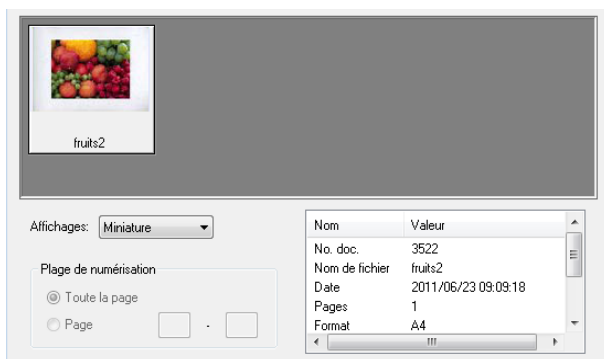 fruits2
Affichages: Miniature
Plage de numérisation
Toute la page
Page -
Nom Valeur
No. doc. 3522
Nom de fichier fruits2
Date 2011/06/23 09:09:18
Pages 1
Format A4